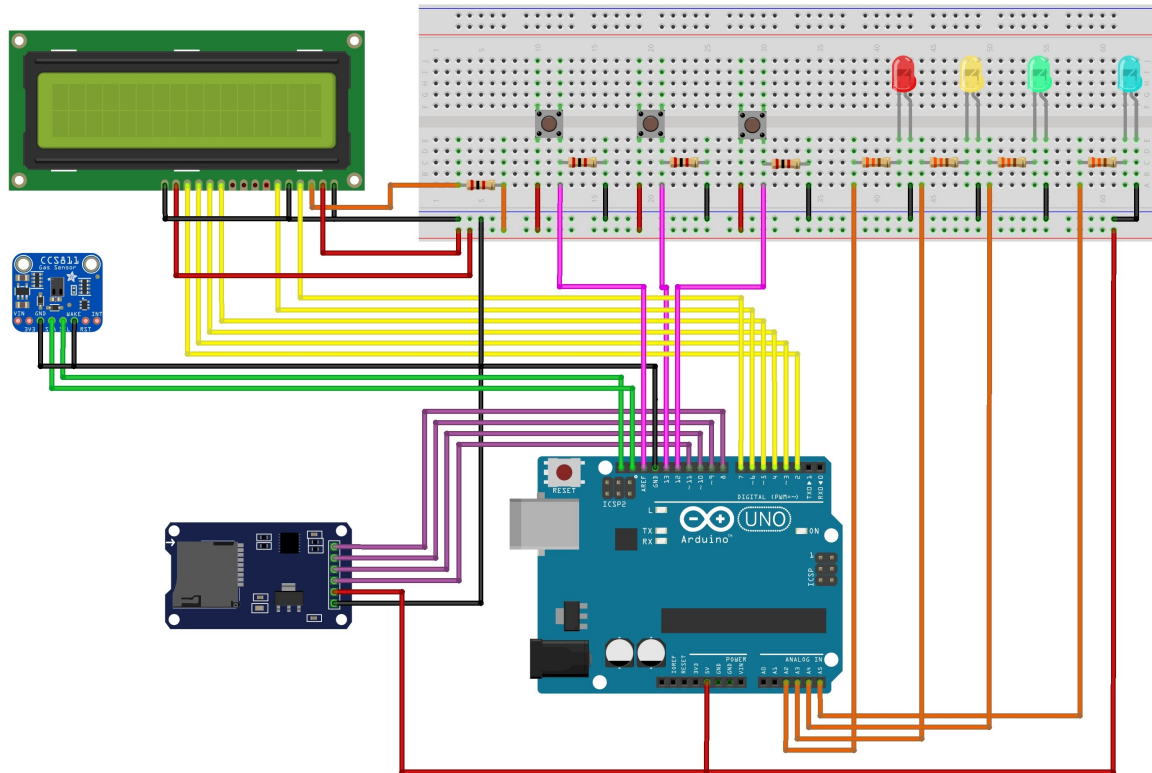 1 5 10 15 20 25 30 35 40 45 50 55 60
CCS811
Gas Sensor
VIN GND WAKE INT
3V3 RST
RESET
ICSP2
AREF
GND
13
12
~11
~10
~9
8
7
~6
~5
4
~3
2
TXD►1
RXD◄0
DIGITAL (PWM=~)
L
TX
RX
Arduino™
UNO
ON
1
ICSP
POWER
ANALOG IN
IOREF
RESET
3V3
5V
GND
GND
VIN
A0
A1
A2
A3
A4
A5